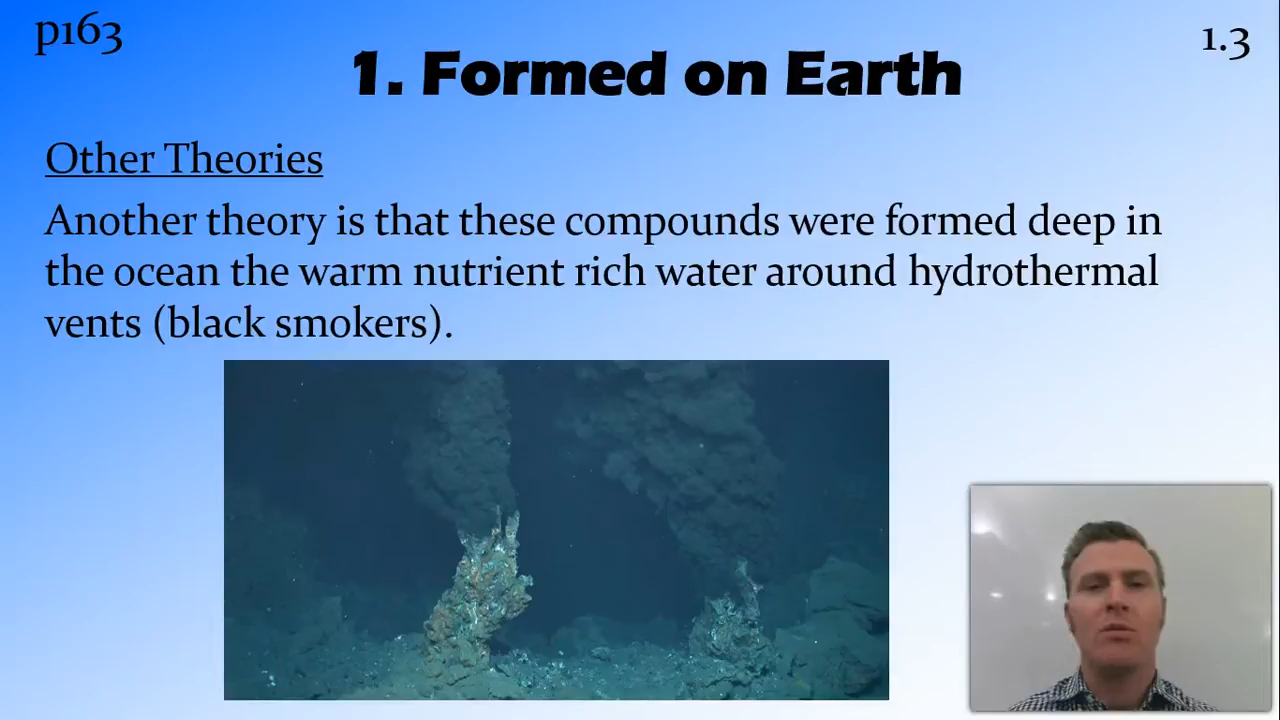 p163
1.3
1. Formed on Earth
Other Theories
Another theory is that these compounds were formed deep in
the ocean the warm nutrient rich water around hydrothermal
vents (black smokers).